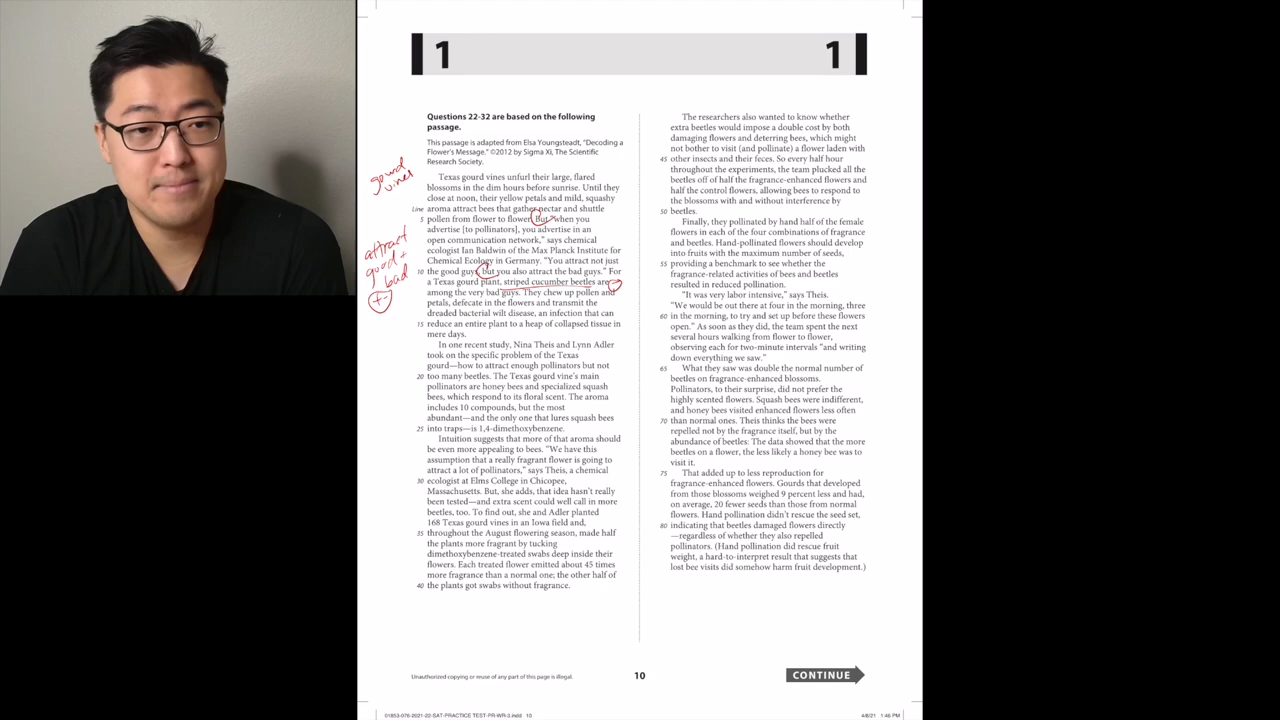 1
1
Questions 22-32 are based on the following
passage.
This passage is adapted from Elsa Youngsteadt, "Decoding a
Flower's Message." ©2012 by Sigma Xi, The Scientific
Research Society.
gourd
vines
Texas gourd vines unfurl their large, flared
blossoms in the dim hours before sunrise. Until they
close at noon, their yellow petals and mild, squashy
Line aroma attract bees that gather nectar and shuttle
5 pollen from flower to flower. But "when you
advertise [to pollinators], you advertise in an
open communication network," says chemical
ecologist Ian Baldwin of the Max Planck Institute for
Chemical Ecology in Germany. "You attract not just
10 the good guys, but you also attract the bad guys." For
a Texas gourd plant, striped cucumber beetles are
among the very bad guys. They chew up pollen and
petals, defecate in the flowers and transmit the
dreaded bacterial wilt disease, an infection that can
15 reduce an entire plant to a heap of collapsed tissue in
mere days.
attract
good +
bad
+-
In one recent study, Nina Theis and Lynn Adler
took on the specific problem of the Texas
gourd—how to attract enough pollinators but not
20 too many beetles. The Texas gourd vine's main
pollinators are honey bees and specialized squash
bees, which respond to its floral scent. The aroma
includes 10 compounds, but the most
abundant—and the only one that lures squash bees
25 into traps—is 1,4-dimethoxybenzene.
Intuition suggests that more of that aroma should
be even more appealing to bees. "We have this
assumption that a really fragrant flower is going to
attract a lot of pollinators," says Theis, a chemical
30 ecologist at Elms College in Chicopee,
Massachusetts. But, she adds, that idea hasn't really
been tested—and extra scent could well call in more
beetles, too. To find out, she and Adler planted
168 Texas gourd vines in an Iowa field and,
35 throughout the August flowering season, made half
the plants more fragrant by tucking
dimethoxybenzene-treated swabs deep inside their
flowers. Each treated flower emitted about 45 times
more fragrance than a normal one; the other half of
40 the plants got swabs without fragrance.
The researchers also wanted to know whether
extra beetles would impose a double cost by both
damaging flowers and deterring bees, which might
not bother to visit (and pollinate) a flower laden with
45 other insects and their feces. So every half hour
throughout the experiments, the team plucked all the
beetles off of half the fragrance-enhanced flowers and
half the control flowers, allowing bees to respond to
the blossoms with and without interference by
50 beetles.
Finally, they pollinated by hand half of the female
flowers in each of the four combinations of fragrance
and beetles. Hand-pollinated flowers should develop
into fruits with the maximum number of seeds,
55 providing a benchmark to see whether the
fragrance-related activities of bees and beetles
resulted in reduced pollination.
"It was very labor intensive," says Theis.
"We would be out there at four in the morning, three
60 in the morning, to try and set up before these flowers
open." As soon as they did, the team spent the next
several hours walking from flower to flower,
observing each for two-minute intervals "and writing
down everything we saw."
65 What they saw was double the normal number of
beetles on fragrance-enhanced blossoms.
Pollinators, to their surprise, did not prefer the
highly scented flowers. Squash bees were indifferent,
and honey bees visited enhanced flowers less often
70 than normal ones. Theis thinks the bees were
repelled not by the fragrance itself, but by the
abundance of beetles: The data showed that the more
beetles on a flower, the less likely a honey bee was to
visit it.
75 That added up to less reproduction for
fragrance-enhanced flowers. Gourds that developed
from those blossoms weighed 9 percent less and had,
on average, 20 fewer seeds than those from normal
flowers. Hand pollination didn't rescue the seed set,
80 indicating that beetles damaged flowers directly
—regardless of whether they also repelled
pollinators. (Hand pollination did rescue fruit
weight, a hard-to-interpret result that suggests that
lost bee visits did somehow harm fruit development.)
Unauthorized copying or reuse of any part of this page is illegal.
10
CONTINUE
01853-076-2021-22-SAT-PRACTICE TEST-PR-WR-3.indd 10
4/8/21 1:46 PM